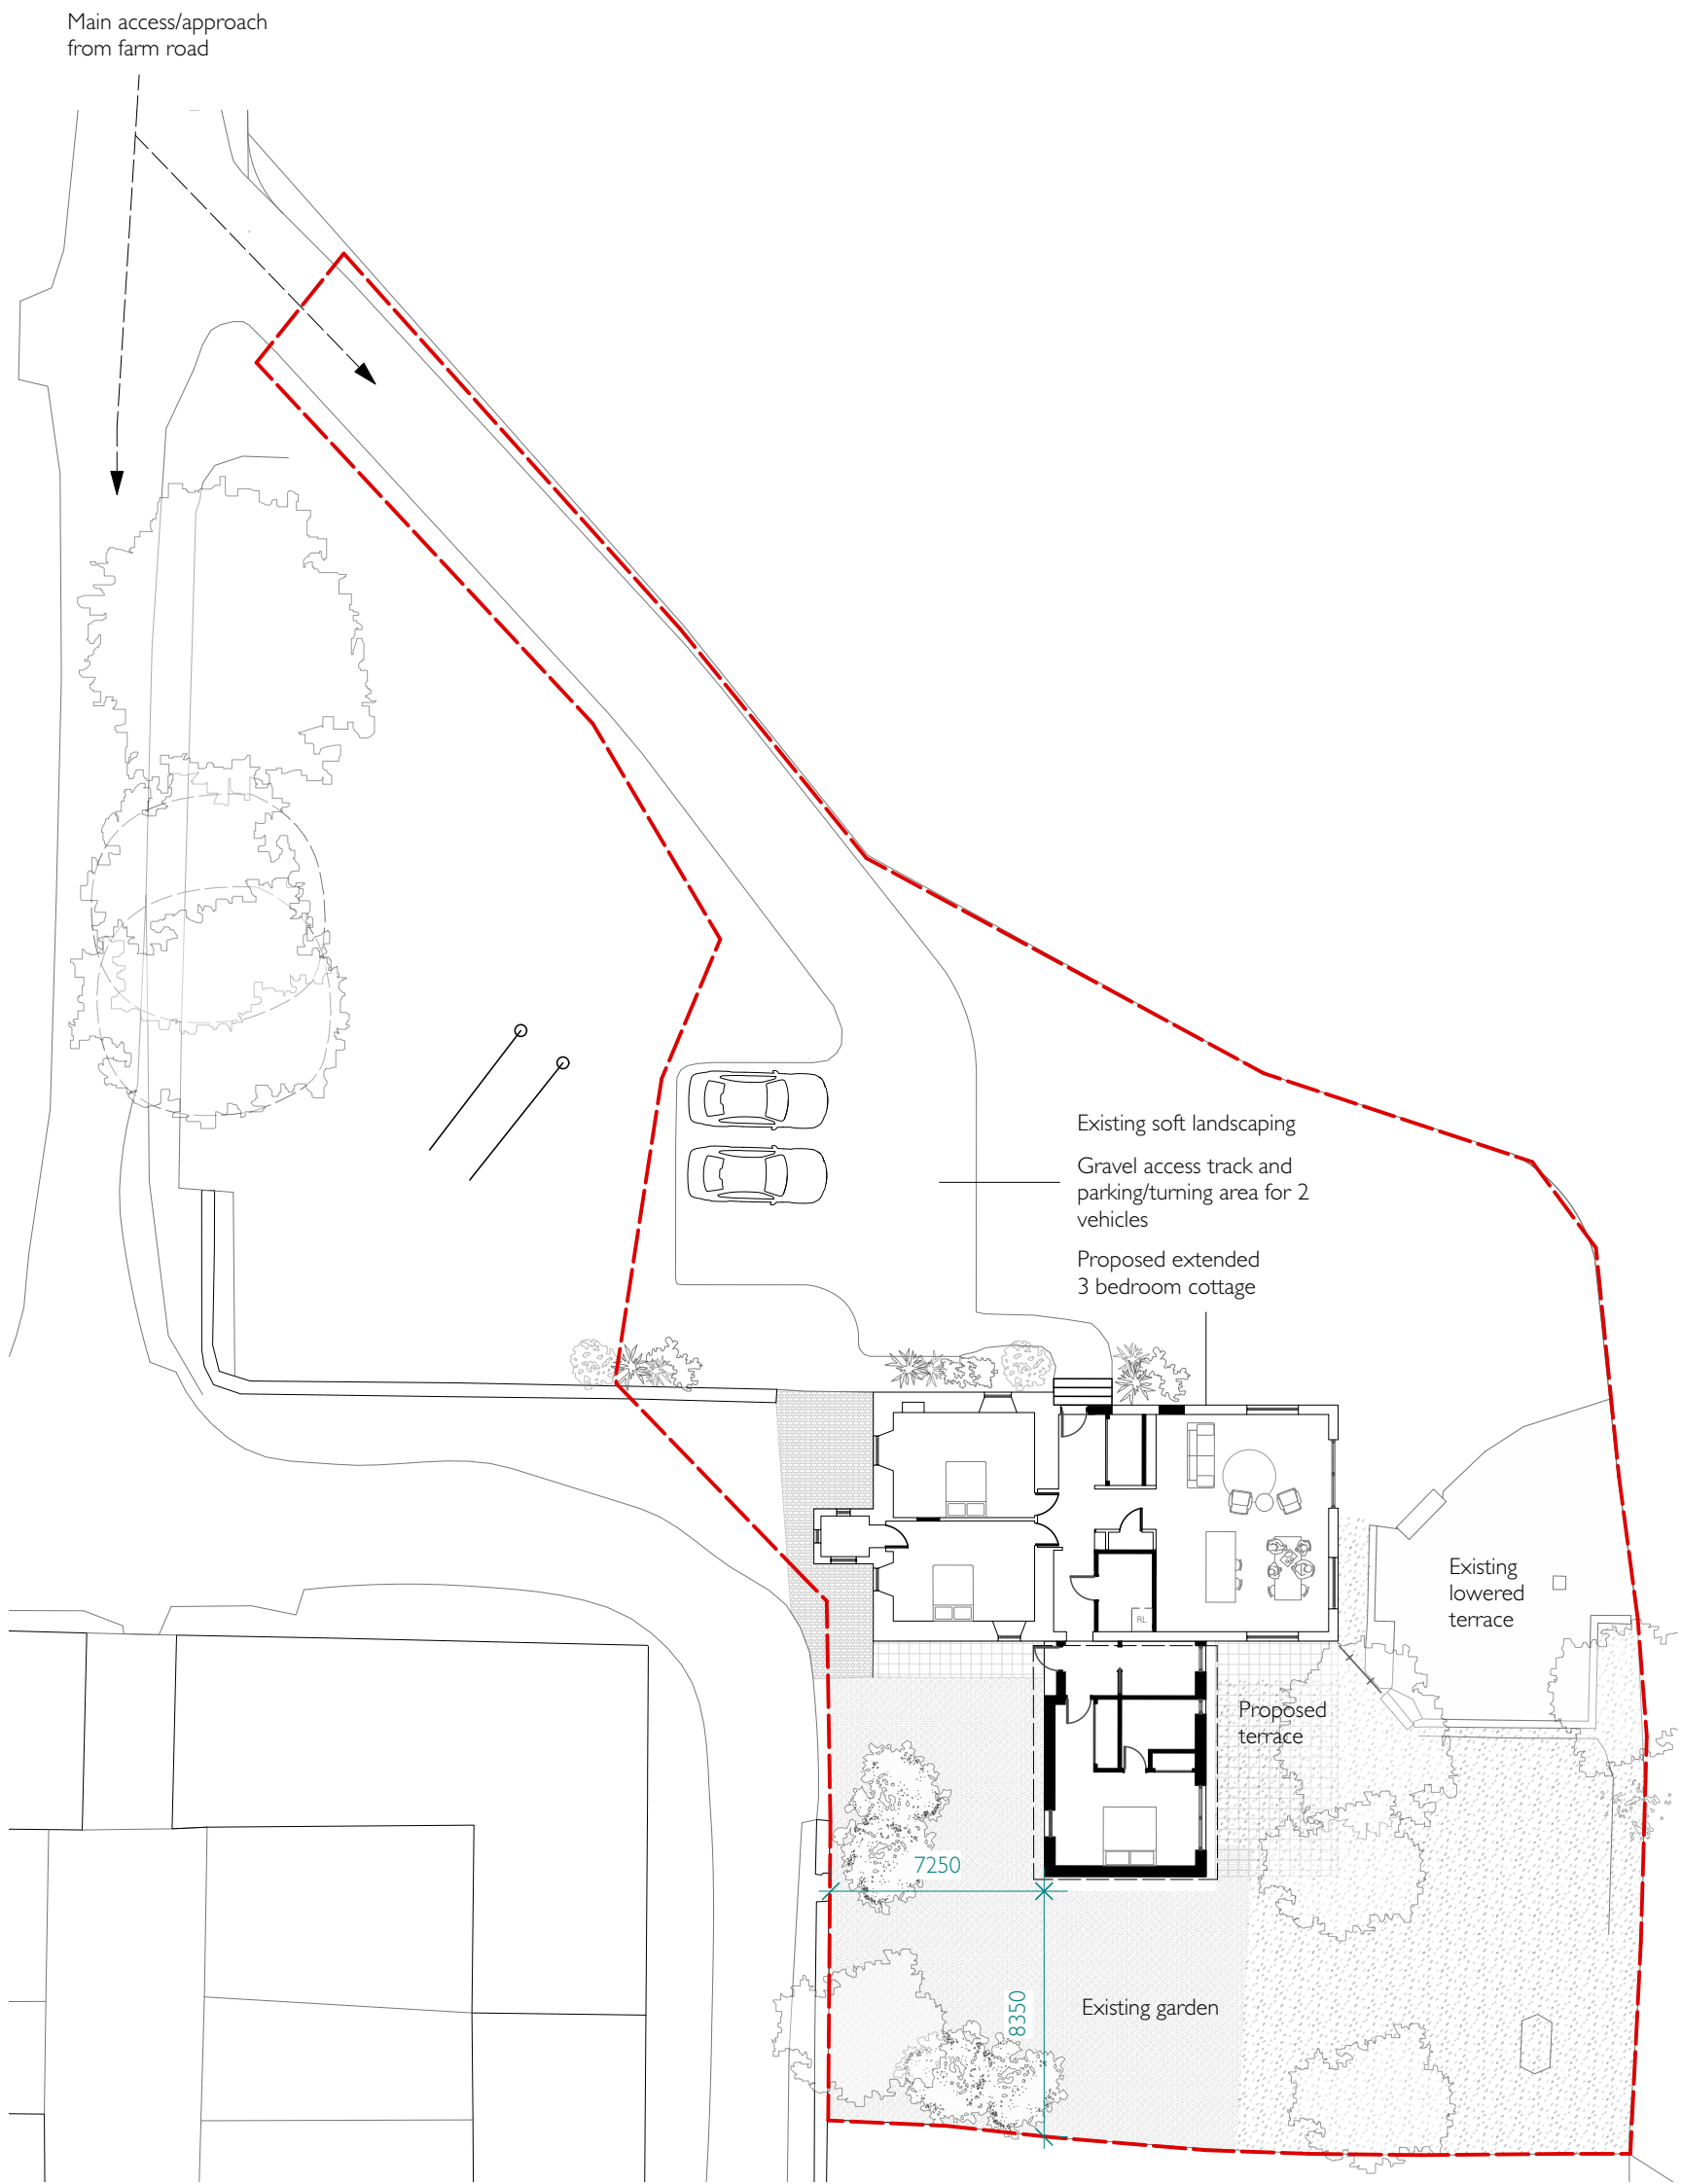 Main access/approach
from farm road
Existing soft landscaping
Gravel access track and
parking/turning area for 2
vehicles
Proposed extended
3 bedroom cottage
Existing
lowered
terrace
RL
Proposed
terrace
7250
8350
Existing garden